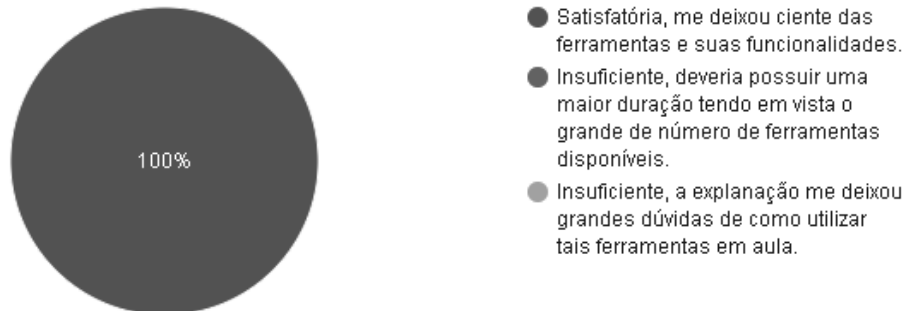 100%
Satisfatória, me deixou ciente das
ferramentas e suas funcionalidades.
Insuficiente, deveria possuir uma
maior duração tendo em vista o
grande de número de ferramentas
disponíveis.
Insuficiente, a explanação me deixou
grandes dúvidas de como utilizar
tais ferramentas em aula.